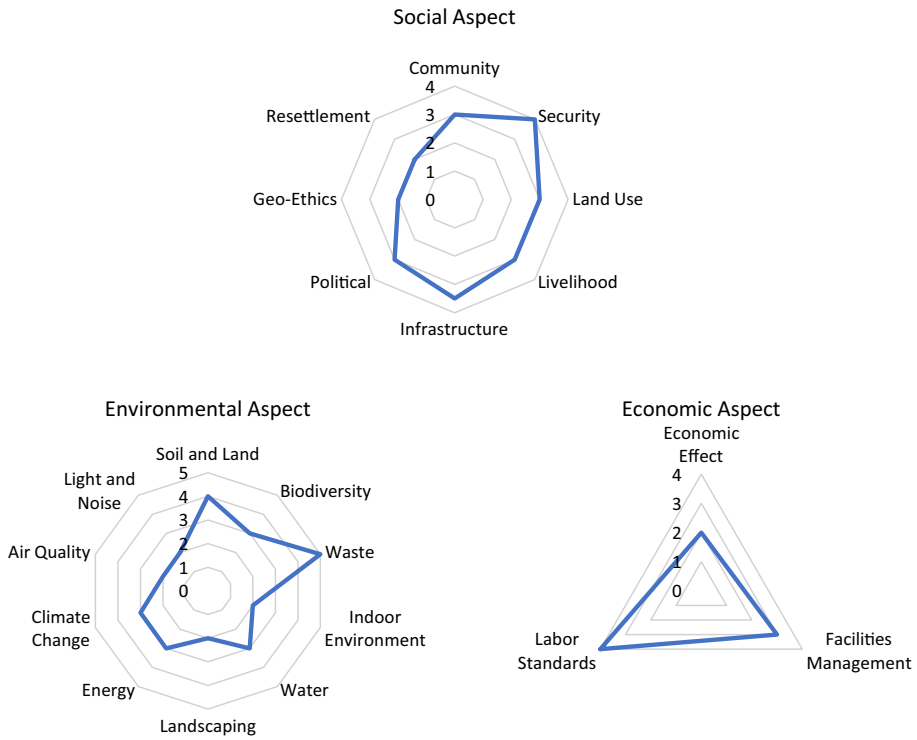 Social Aspect
Community
4
3
2
1
0
Resettlement
Security
Geo-Ethics
Land Use
Political
Livelihood
Infrastructure
Environmental Aspect
Soil and Land
5
4
3
2
1
0
Light and
Noise
Biodiversity
Air Quality
Waste
Climate
Change
Indoor
Environment
Energy
Water
Landscaping
Economic Aspect
Economic
Effect
4
3
2
1
0
Labor
Standards
Facilities
Management